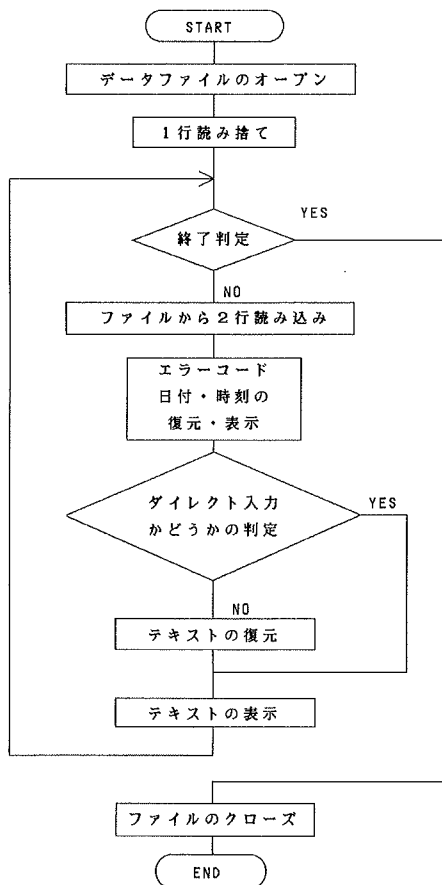 START
データファイルのオープン
1行読み捨て
YES
終了判定
NO
ファイルから2行読み込み
エラーコード
日付・時刻の
復元・表示
ダイレクト入力
かどうかの判定
YES
NO
テキストの復元
テキストの表示
ファイルのクローズ
END